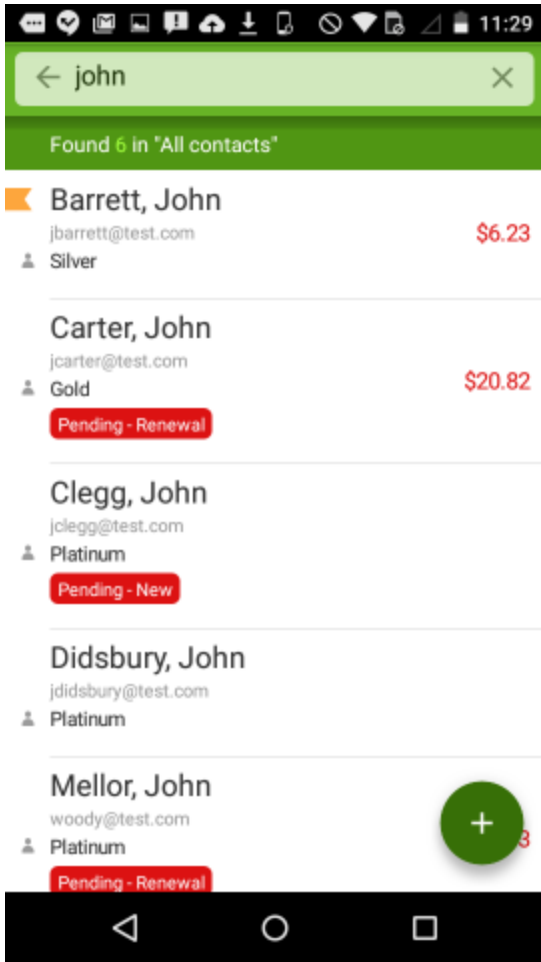 11:29
john
Found 6 in "All contacts"
Barrett, John
jbarrett@test.com
$6.23
Silver
Carter, John
jcarter@test.com
Gold
$20.82
Pending - Renewal
Clegg, John
jclegg@test.com
Platinum
Pending - New
Didsbury, John
jdidsbury@test.com
Platinum
Mellor, John
woody@test.com
Platinum
Pending - Renewal